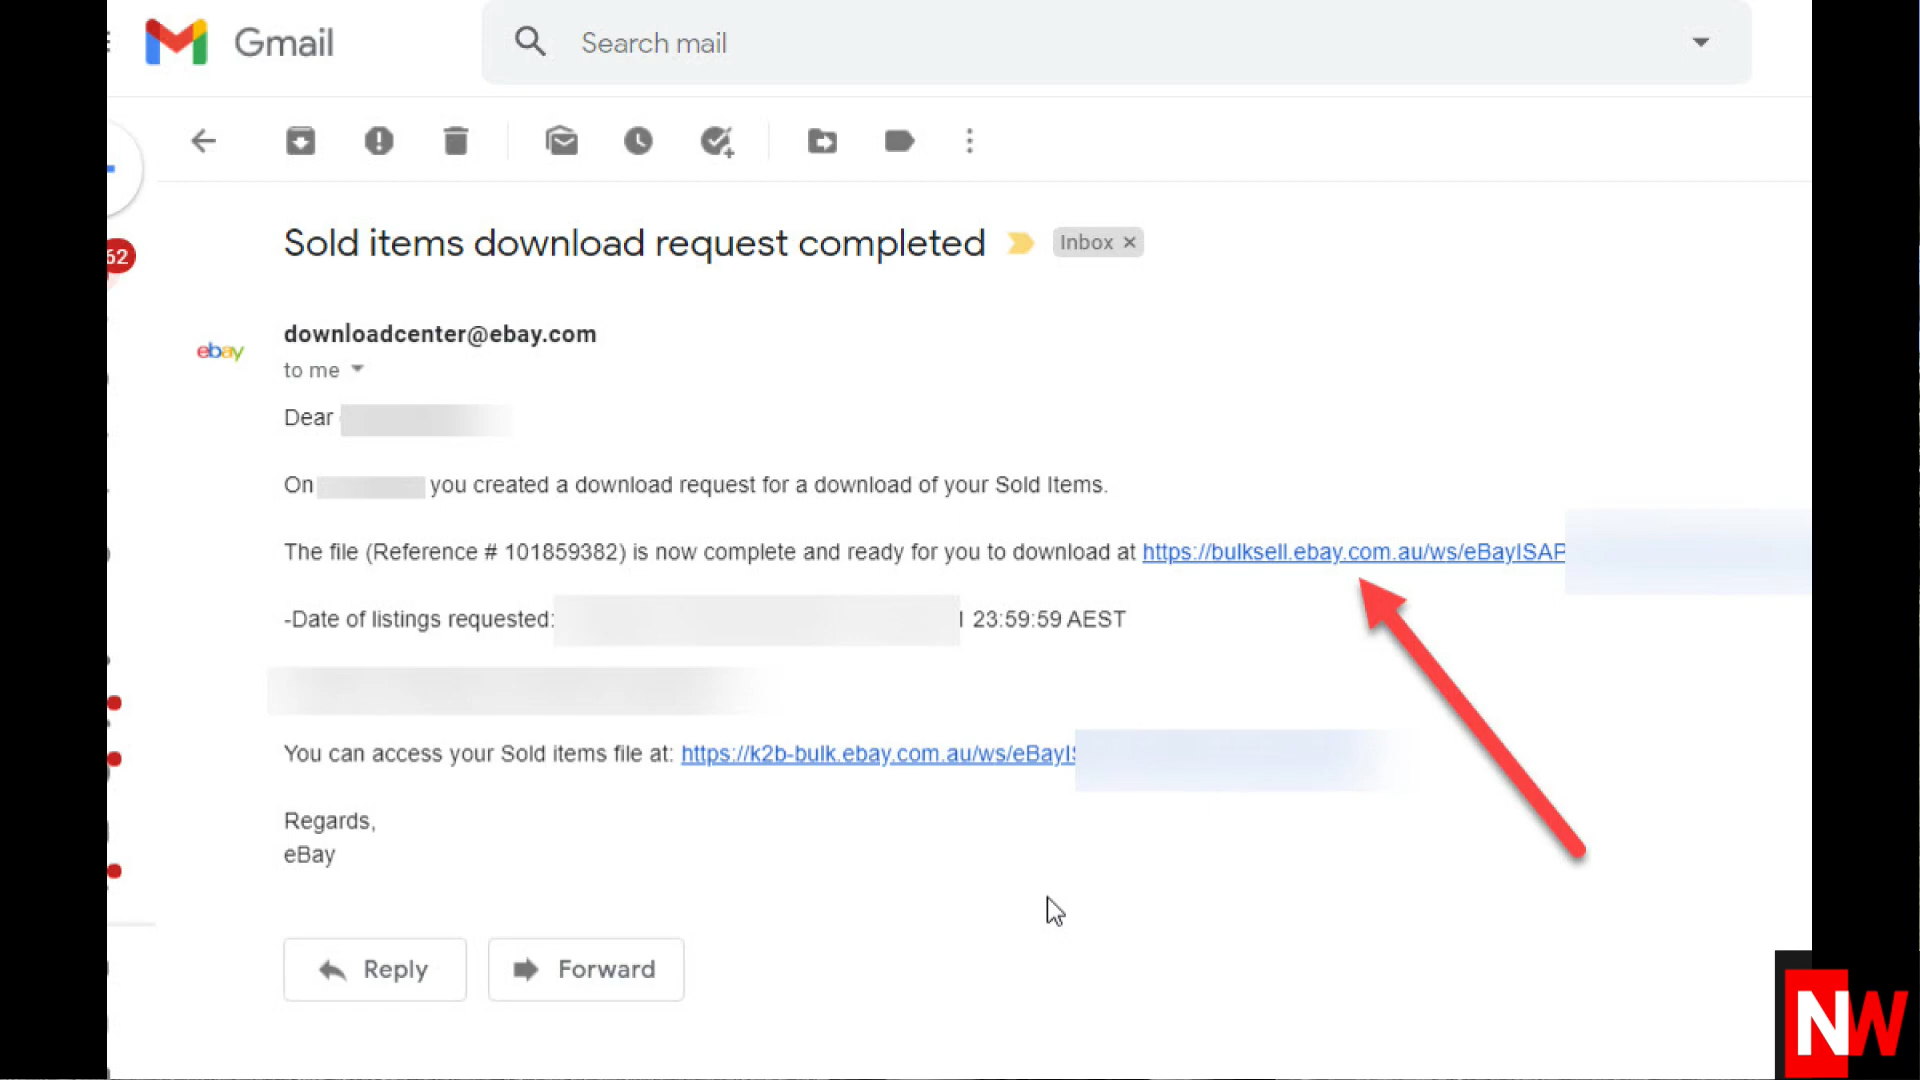 Gmail
Search mail
Sold items download request completed Inbox ×
62
downloadcenter@ebay.com
ebay
to me
Dear
On you created a download request for a download of your Sold Items.
The file (Reference # 101859382) is now complete and ready for you to download at https://bulksell.ebay.com.au/ws/eBayISAP
-Date of listings requested: 23:59:59 AEST
You can access your Sold items file at: https://k2b-bulk.ebay.com.au/ws/eBayIS
Regards,
eBay
Reply Forward
NW